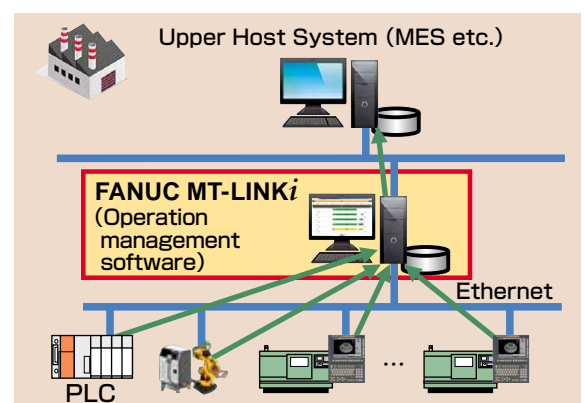 Upper Host System (MES etc.)
FANUC MT-LINKi
(Operation
management
software)
Ethernet
...
PLC